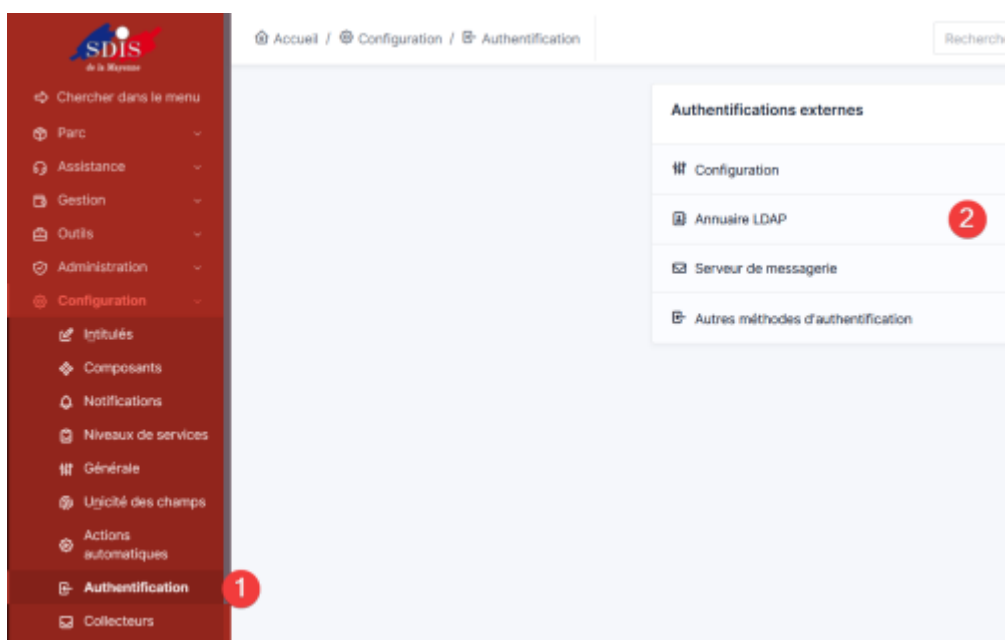 SDIS
de la Mayenne
Accueil / Configuration / Authentification
Recherche
Chercher dans le menu
Parc
Assistance
Gestion
Outils
Administration
Configuration
Intitulés
Composants
Notifications
Niveaux de services
Générale
Unicité des champs
Actions
automatiques
Authentification
1
Collecteurs
Authentifications externes
Configuration
Annuaire LDAP
2
Serveur de messagerie
Autres méthodes d'authentification